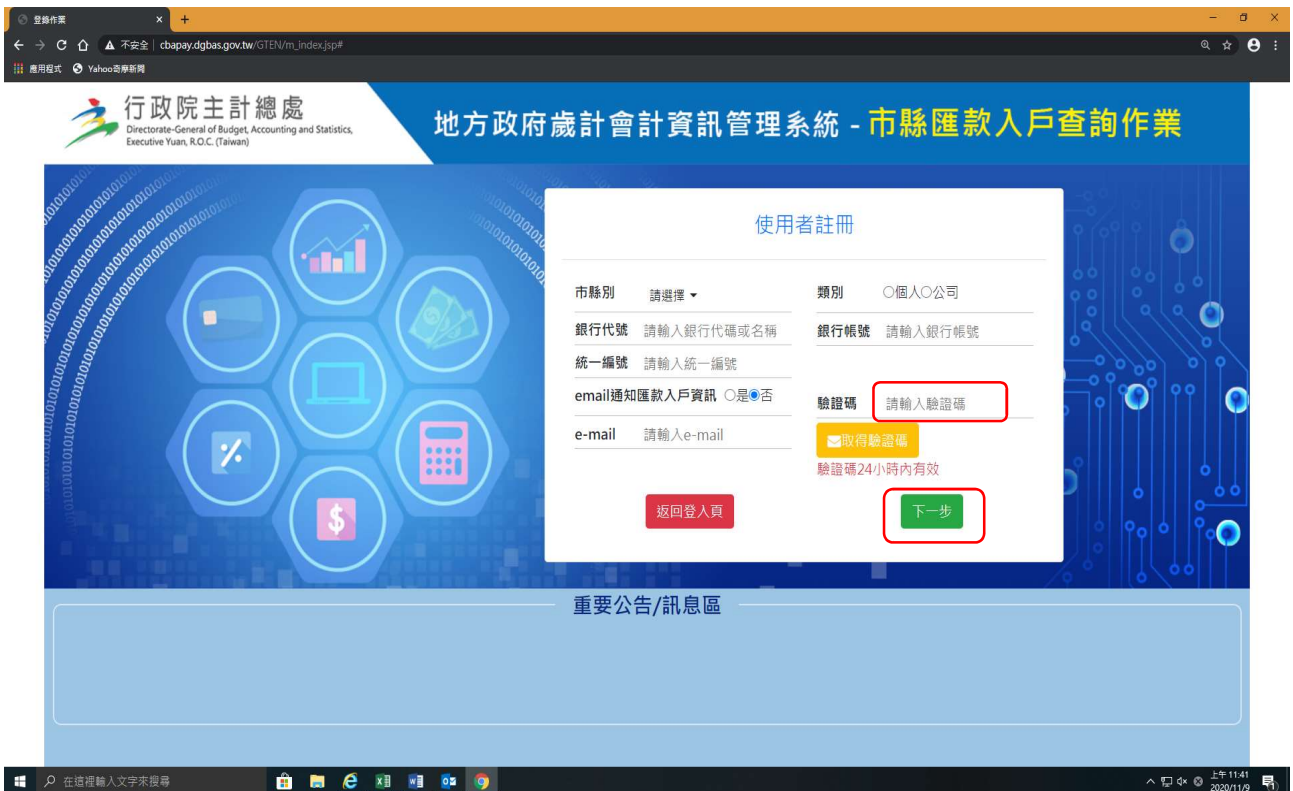 登錄作業
不安全 | cbapay.dgbas.gov.tw/GTEN/m_index.jsp#
應用程式 Yahoo奇摩新聞
行政院主計總處
Directorate-General of Budget, Accounting and Statistics,
Executive Yuan, R.O.C. (Taiwan)
地方政府歲計會計資訊管理系統 - 市縣匯款入戶查詢作業
使用者註冊
市縣別 請選擇 類別 ○個人○公司
銀行代號 請輸入銀行代碼或名稱 銀行帳號 請輸入銀行帳號
統一編號 請輸入統一編號
email通知匯款入戶資訊 ○是◉否 驗證碼 請輸入驗證碼
e-mail 請輸入e-mail 取得驗證碼
驗證碼24小時內有效
返回登入頁 下一步
重要公告/訊息區
在這裡輸入文字來搜尋
上午 11:41
2020/11/9